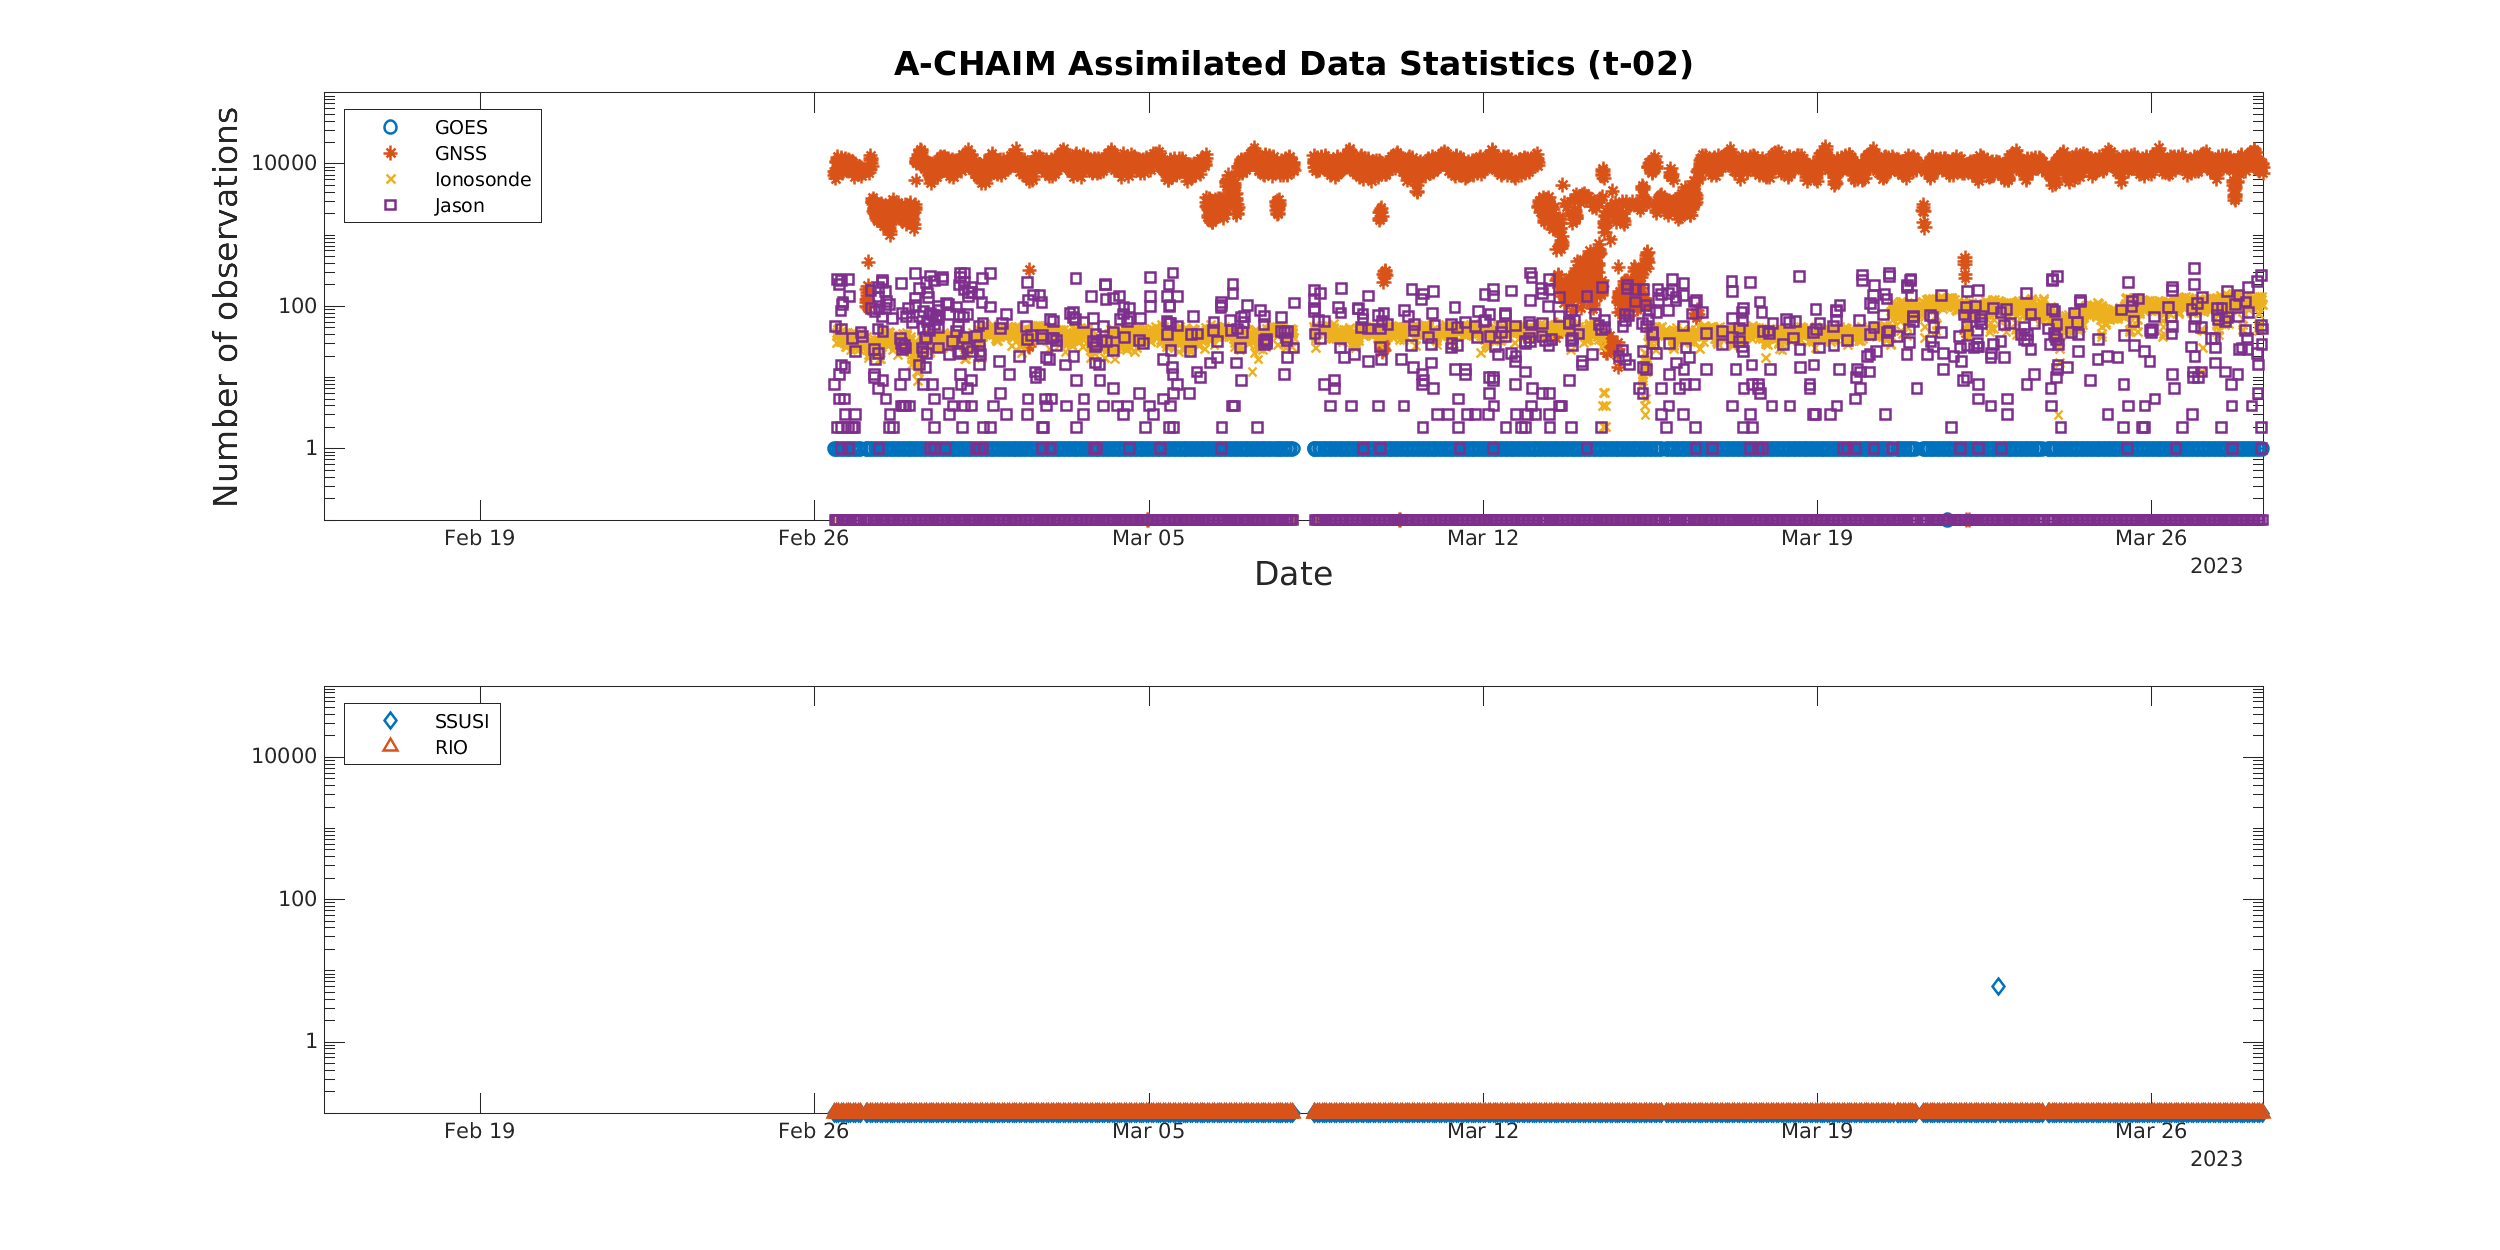 A-CHAIM Assimilated Data Statistics (t-02)
Number of observations
10000
100
1
GOES
GNSS
Ionosonde
Jason
Feb 19
Feb 26
Mar 05
Mar 12
Mar 19
Mar 26
2023
Date
10000
100
1
SSUSI
RIO
Feb 19
Feb 26
Mar 05
Mar 12
Mar 19
Mar 26
2023